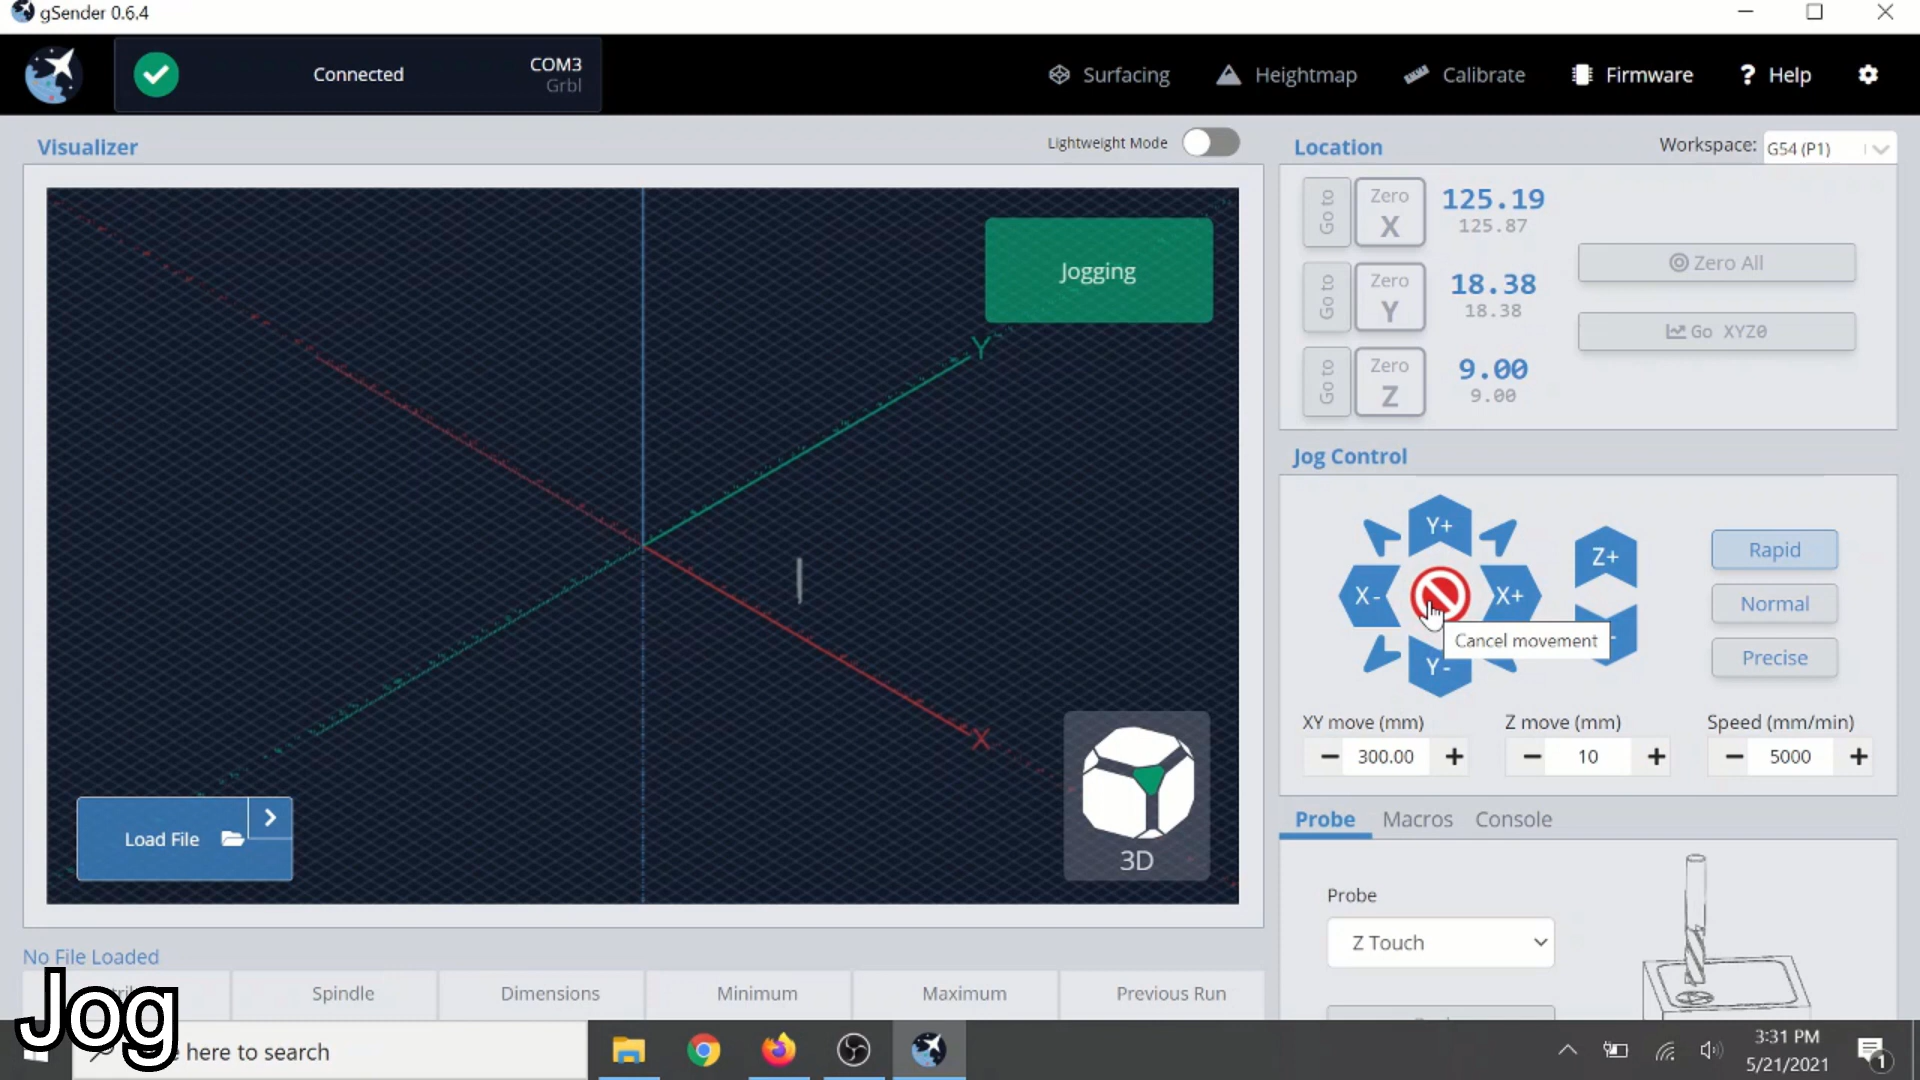 gSender 0.6.4
Connected
COM3
Grbl
Surfacing
Heightmap
Calibrate
Firmware
? Help
Visualizer
Lightweight Mode
Location
Workspace:
G54 (P1)
Jogging
Go to
Zero
X
125.19
125.87
Zero All
Go to
Zero
Y
18.38
18.38
Go XYZ0
Go to
Zero
Z
9.00
9.00
Y
X
3D
Load File
Jog Control
Y+
X-
X+
Y-
Z+
Cancel movement
Rapid
Normal
Precise
XY move (mm)
Z move (mm)
Speed (mm/min)
300.00
10
5000
Probe
Macros
Console
Probe
Z Touch
No File Loaded
Spindle
Dimensions
Minimum
Maximum
Previous Run
Jog
here to search
3:31 PM
5/21/2021
1